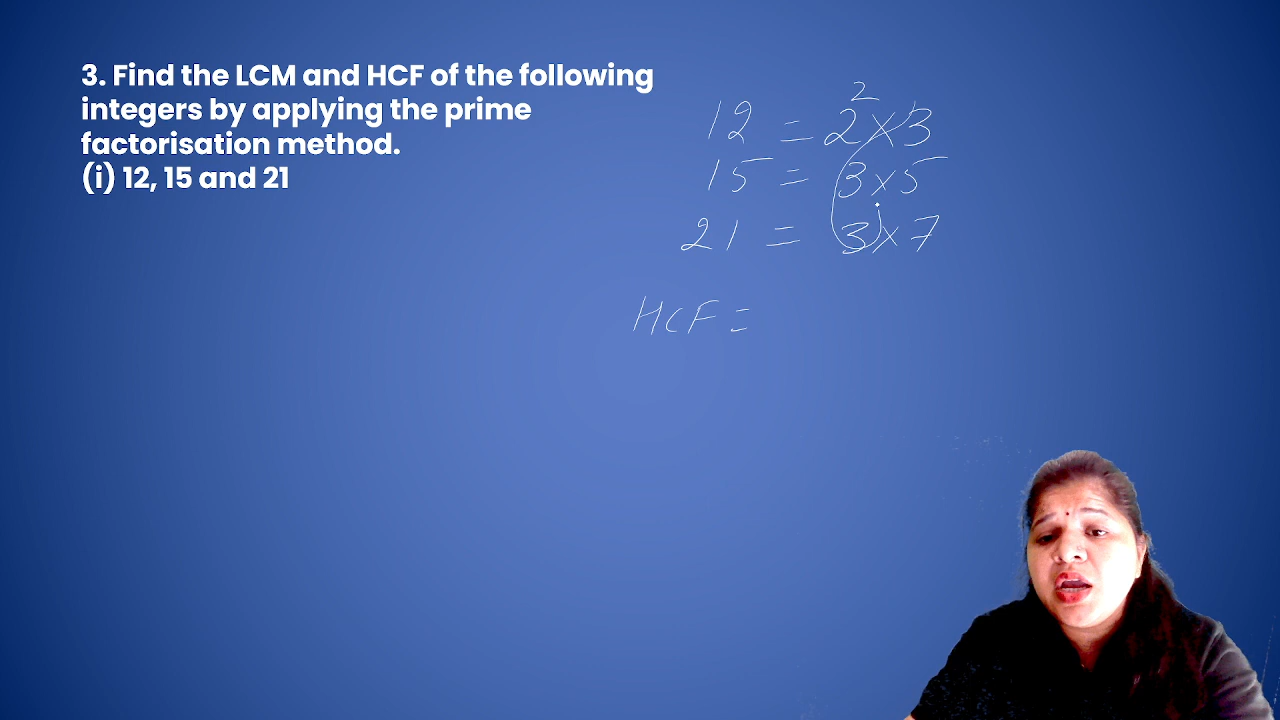 3. Find the LCM and HCF of the following
integers by applying the prime
factorisation method.
(i) 12, 15 and 21
12 = 2² × 3
15 = 3 × 5
21 = 3 × 7
HCF =